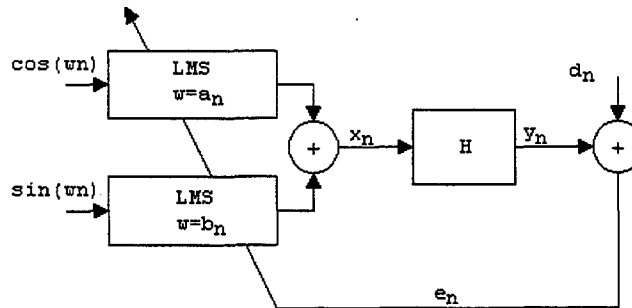 cos(wn)
LMS
w=an
dn
+
xn
H
yn
+
sin(wn)
LMS
w=bn
en